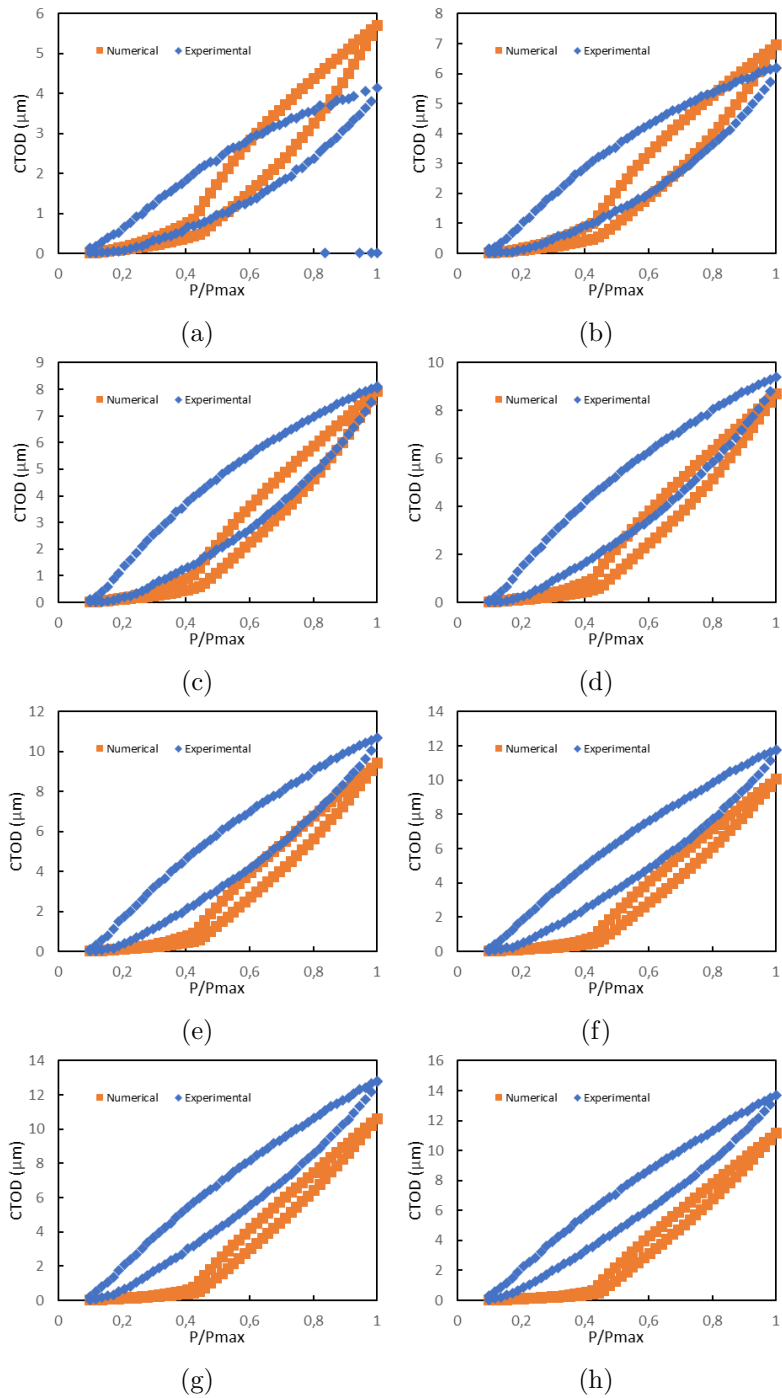 6
5
4
3
2
1
0
CTOD (μm)
Numerical Experimental
0 0,2 0,4 0,6 0,8 1
P/Pmax
(a)
8
7
6
5
4
3
2
1
0
CTOD (μm)
Numerical Experimental
0 0,2 0,4 0,6 0,8 1
P/Pmax
(b)
9
8
7
6
5
4
3
2
1
0
CTOD (μm)
Numerical Experimental
0 0,2 0,4 0,6 0,8 1
P/Pmax
(c)
10
8
6
4
2
0
CTOD (μm)
Numerical Experimental
0 0,2 0,4 0,6 0,8 1
P/Pmax
(d)
12
10
8
6
4
2
0
CTOD (μm)
Numerical Experimental
0 0,2 0,4 0,6 0,8 1
P/Pmax
(e)
14
12
10
8
6
4
2
0
CTOD (μm)
Numerical Experimental
0 0,2 0,4 0,6 0,8 1
P/Pmax
(f)
14
12
10
8
6
4
2
0
CTOD (μm)
Numerical Experimental
0 0,2 0,4 0,6 0,8 1
P/Pmax
(g)
16
14
12
10
8
6
4
2
0
CTOD (μm)
Numerical Experimental
0 0,2 0,4 0,6 0,8 1
P/Pmax
(h)